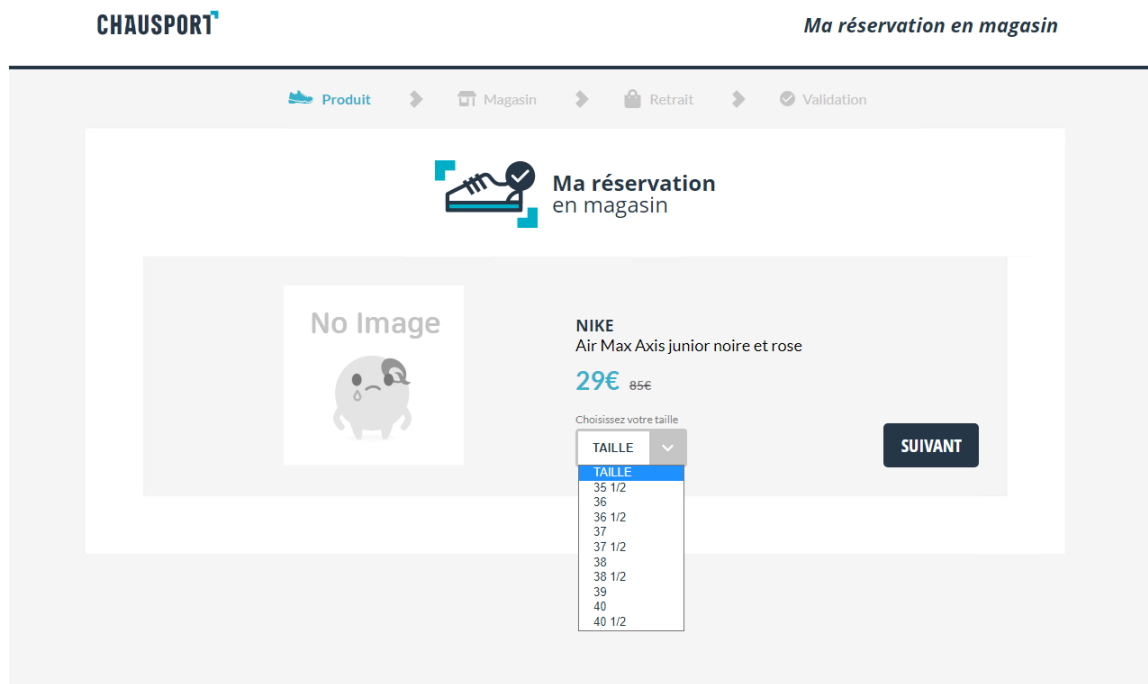 CHAUSPORT
Ma réservation en magasin
Produit
Magasin
Retrait
Validation
Ma réservation
en magasin
No Image
NIKE
Air Max Axis junior noire et rose
29€ 85€
Choisissez votre taille
TAILLE
SUIVANT
TAILLE
35 1/2
36
36 1/2
37
37 1/2
38
38 1/2
39
40
40 1/2